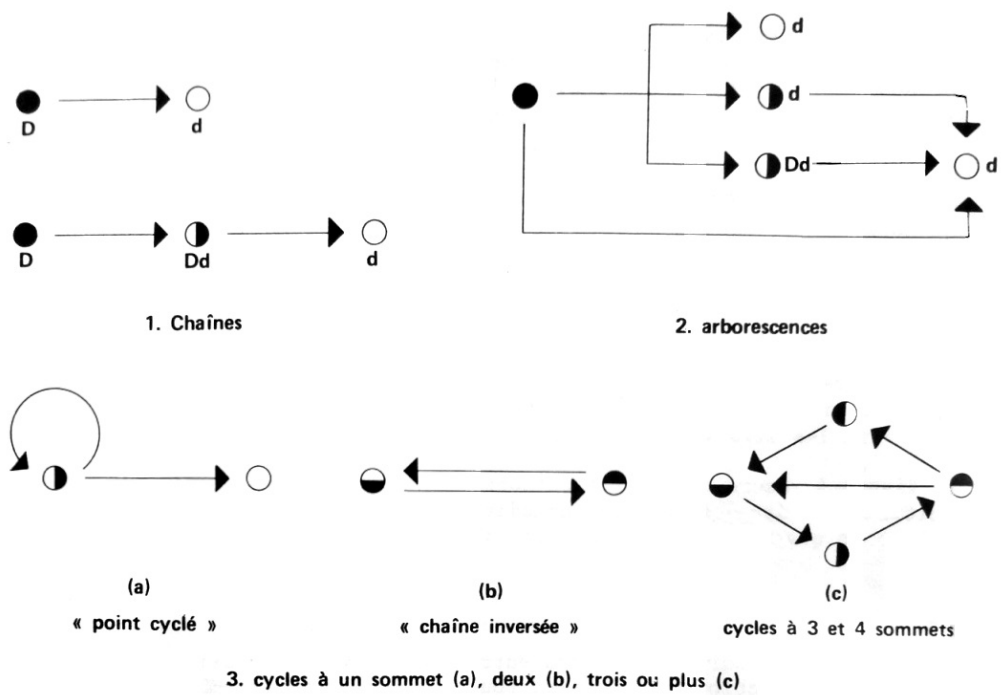 D
d
D
Dd
d
1. Chaînes
d
d
Dd
d
2. arborescences
(a)
« point cyclé »
(b)
« chaîne inversée »
(c)
cycles à 3 et 4 sommets
3. cycles à un sommet (a), deux (b), trois ou plus (c)